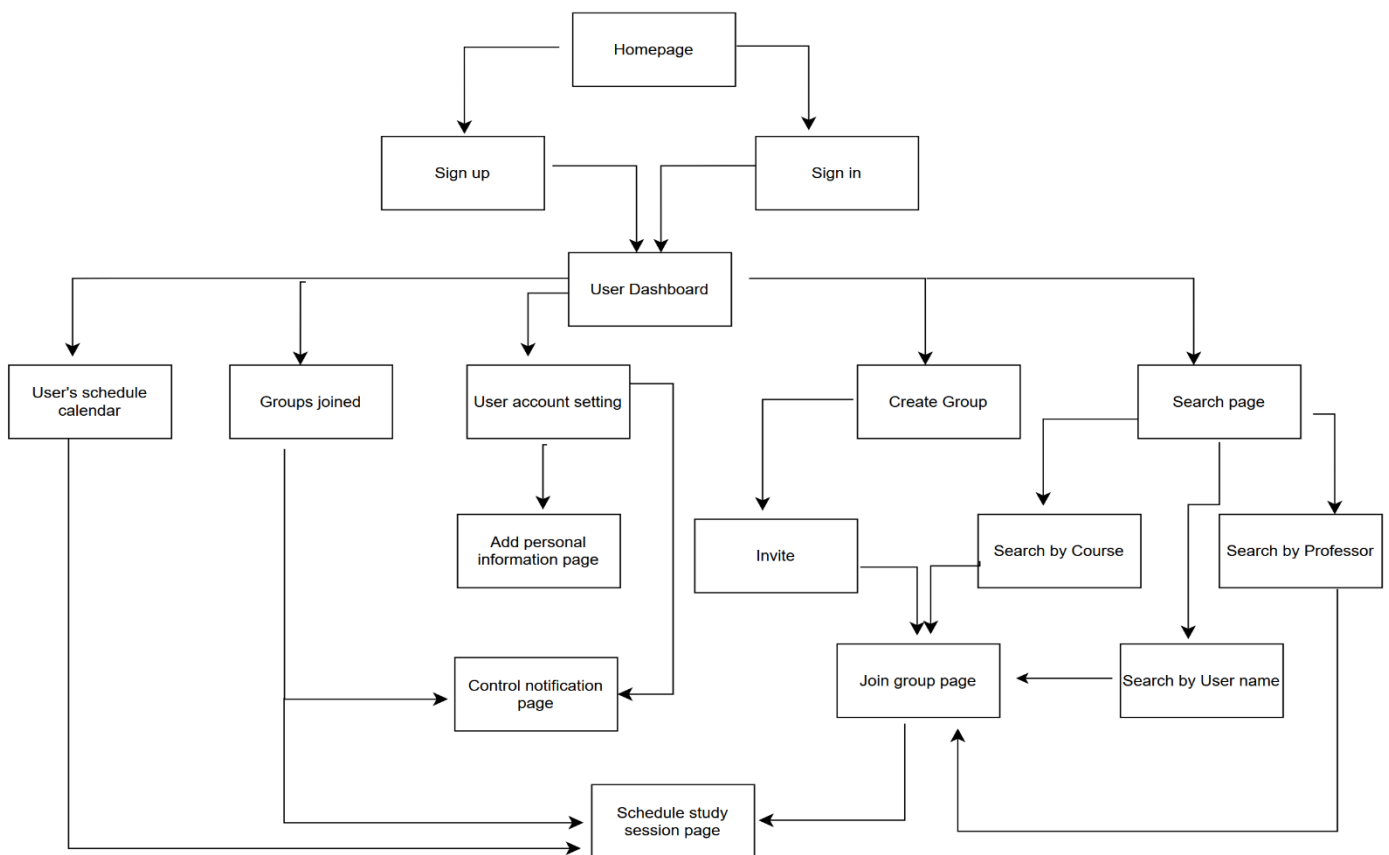 Homepage
Sign up
Sign in
User Dashboard
User's schedule
calendar
Groups joined
User account setting
Create Group
Search page
Add personal
information page
Invite
Search by Course
Search by Professor
Control notification
page
Join group page
Search by User name
Schedule study
session page